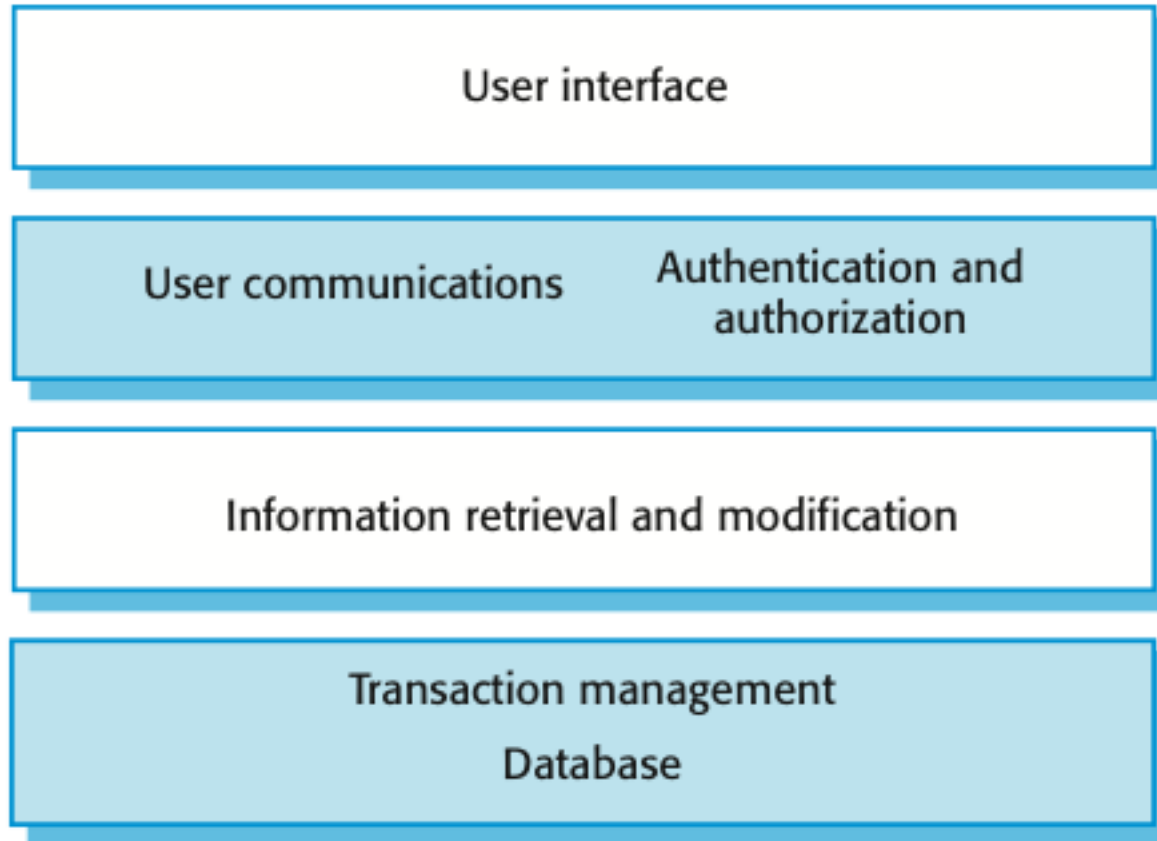 User interface
User communications
Authentication and
authorization
Information retrieval and modification
Transaction management
Database